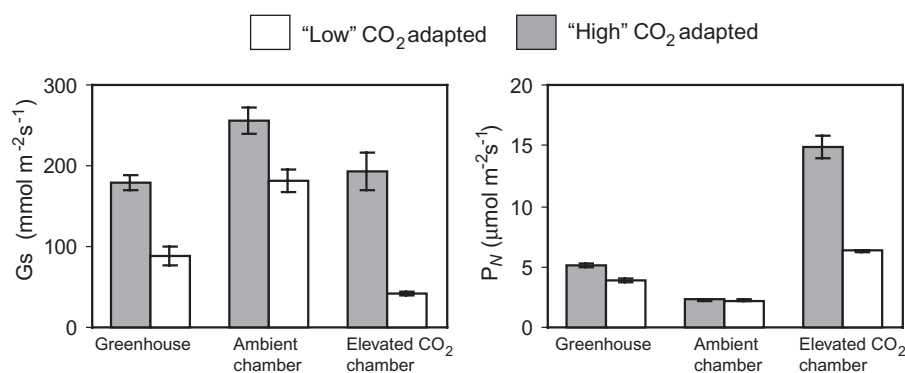 “Low” CO2 adapted
“High” CO2 adapted
Gs (mmol m-2s-1)
300
200
100
0
Greenhouse
Ambient
chamber
Elevated CO2
chamber
PN (μmol m-2s-1)
20
15
10
5
0
Greenhouse
Ambient
chamber
Elevated CO2
chamber